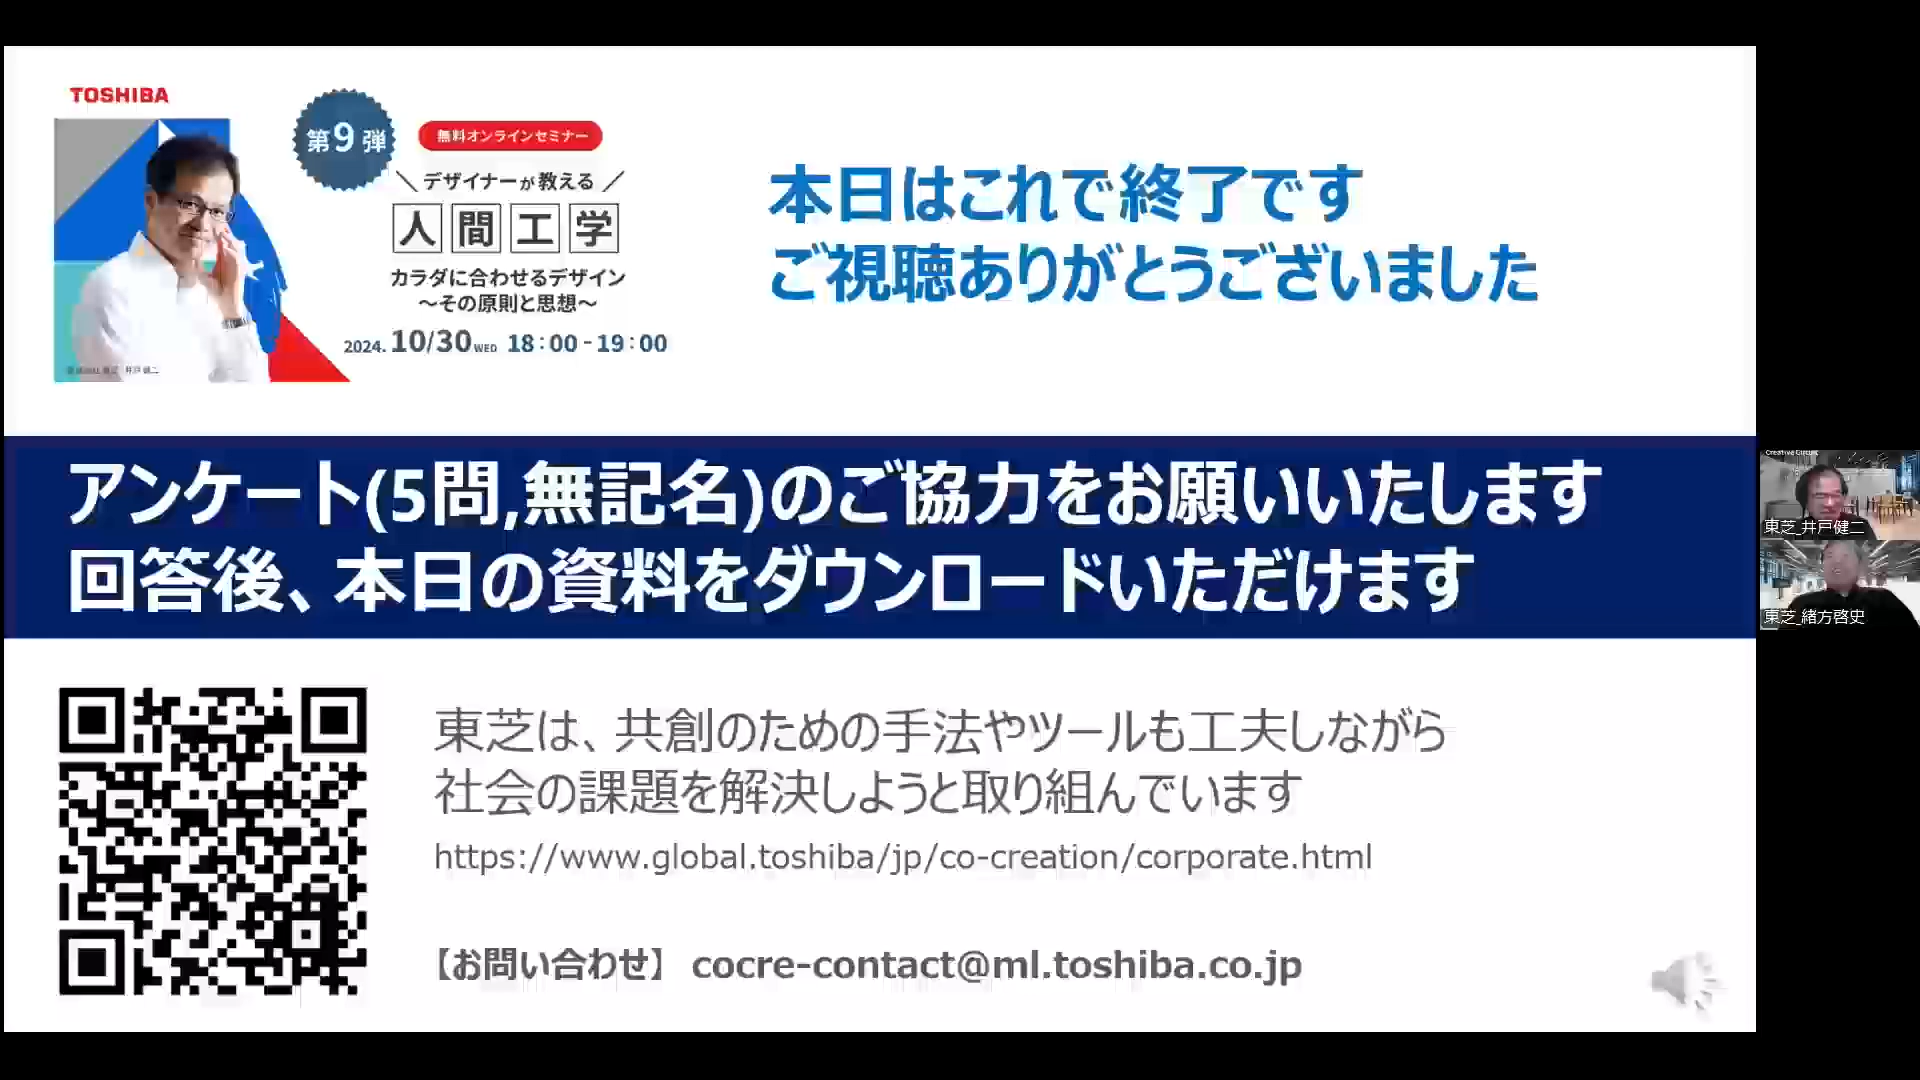 TOSHIBA
第9弾
無料オンラインセミナー
＼デザイナーが教える／
人間工学
カラダに合わせるデザイン
～その原則と思想～
2024. 10/30 WED 18:00 - 19:00
井戸 健二
本日はこれで終了です
ご視聴ありがとうございました
アンケート(5問,無記名)のご協力をお願いいたします
回答後、本日の資料をダウンロードいただけます
東芝は、共創のための手法やツールも工夫しながら
社会の課題を解決しようと取り組んでいます
https://www.global.toshiba/jp/co-creation/corporate.html
【お問い合わせ】 cocre-contact@ml.toshiba.co.jp
Creative Circuit
東芝_井戸健二
東芝_緒方啓史